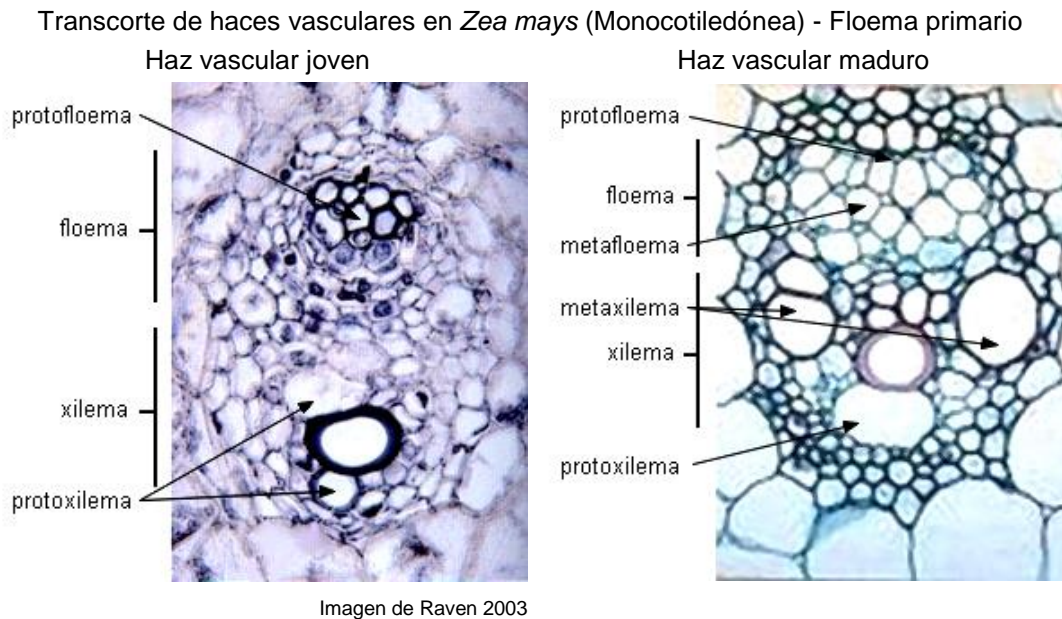 Transcorte de haces vasculares en Zea mays (Monocotiledónea) - Floema primario
Haz vascular joven
Haz vascular maduro
protofloema
floema
xilema
protoxilema
protofloema
floema
metafloema
metaxilema
xilema
protoxilema
Imagen de Raven 2003